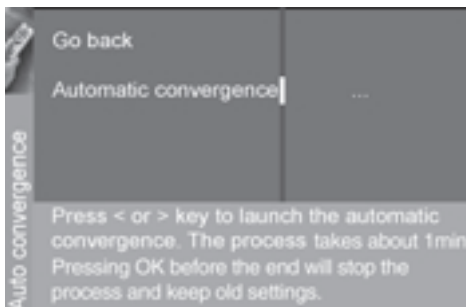 Go back
Automatic convergence ...
Auto convergence
Press < or > key to launch the automatic
convergence. The process takes about 1min
Pressing OK before the end will stop the
process and keep old settings.